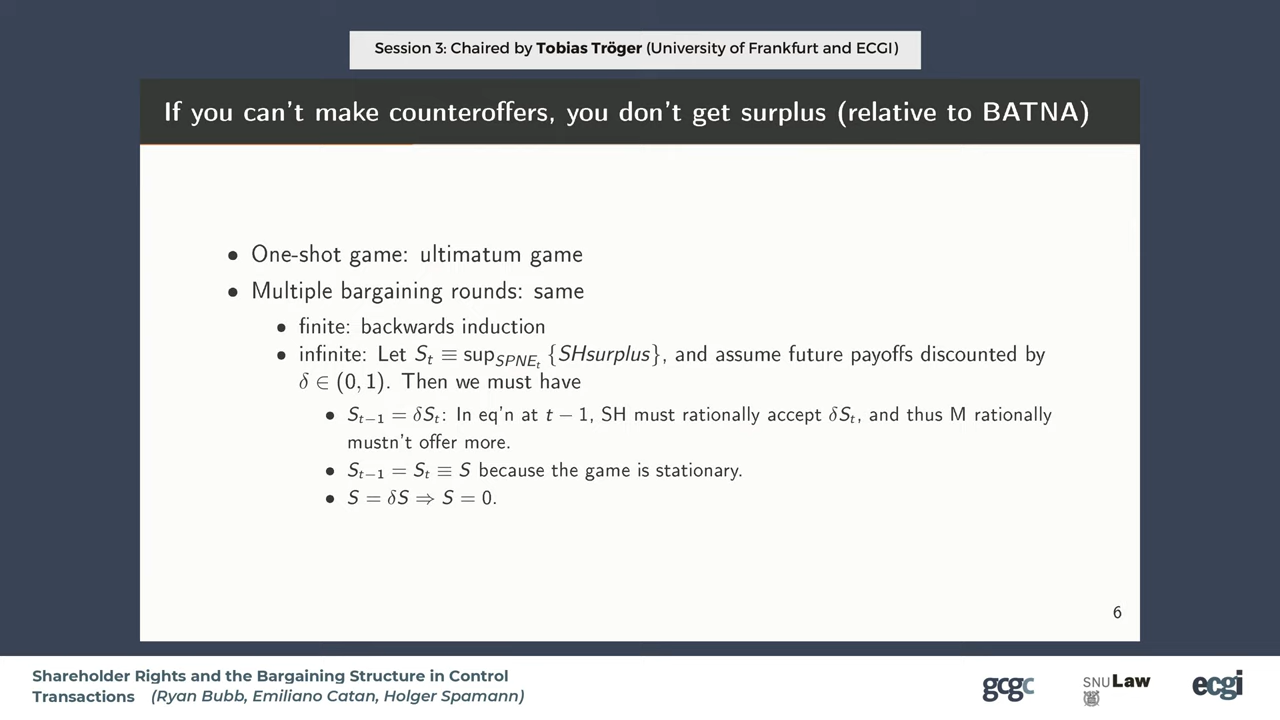 Session 3: Chaired by Tobias Tröger (University of Frankfurt and ECGI)
If you can't make counteroffers, you don't get surplus (relative to BATNA)
• One-shot game: ultimatum game
• Multiple bargaining rounds: same
• finite: backwards induction
• infinite: Let S_t ≡ sup_{SPNE_t} {SHsurplus}, and assume future payoffs discounted by
δ ∈ (0, 1). Then we must have
• S_{t−1} = δS_t: In eq'n at t − 1, SH must rationally accept δS_t, and thus M rationally
mustn't offer more.
• S_{t−1} = S_t ≡ S because the game is stationary.
• S = δS ⇒ S = 0.
6
Shareholder Rights and the Bargaining Structure in Control
Transactions (Ryan Bubb, Emiliano Catan, Holger Spamann)
gcgc
SNU Law
ecgi